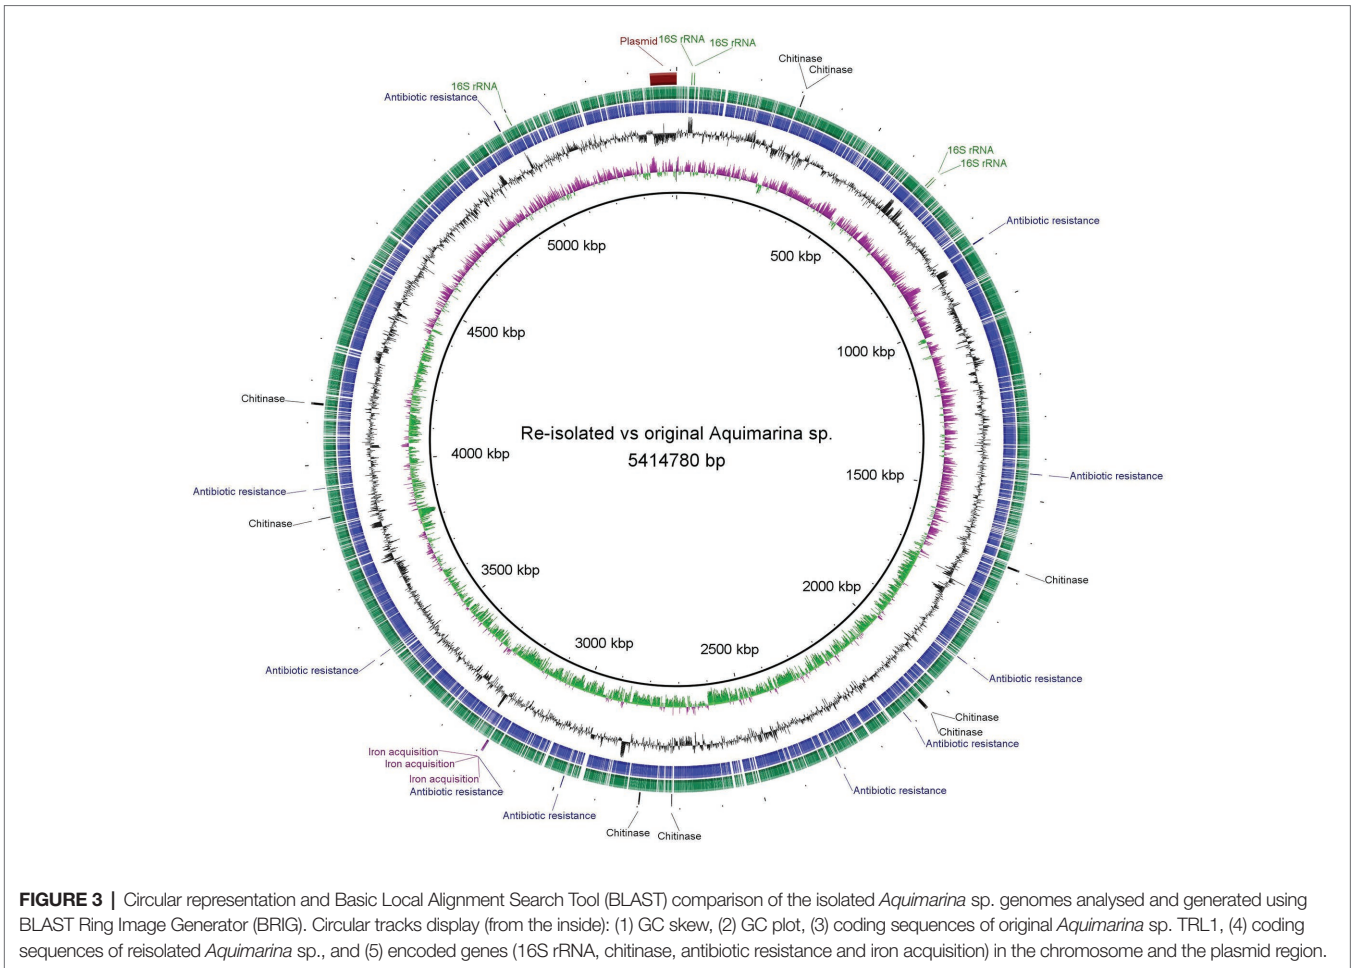 Plasmid
16S rRNA
16S rRNA
Chitinase
Chitinase
16S rRNA
Antibiotic resistance
16S rRNA
16S rRNA
Antibiotic resistance
5000 kbp
500 kbp
4500 kbp
1000 kbp
Chitinase
Re-isolated vs original Aquimarina sp.
5414780 bp
4000 kbp
1500 kbp
Antibiotic resistance
Antibiotic resistance
Chitinase
3500 kbp
2000 kbp
Chitinase
3000 kbp
2500 kbp
Antibiotic resistance
Antibiotic resistance
Chitinase
Chitinase
Antibiotic resistance
Iron acquisition
Iron acquisition
Iron acquisition
Antibiotic resistance
Antibiotic resistance
Antibiotic resistance
Chitinase
Chitinase
FIGURE 3 | Circular representation and Basic Local Alignment Search Tool (BLAST) comparison of the isolated Aquimarina sp. genomes analysed and generated using
BLAST Ring Image Generator (BRIG). Circular tracks display (from the inside): (1) GC skew, (2) GC plot, (3) coding sequences of original Aquimarina sp. TRL1, (4) coding
sequences of reisolated Aquimarina sp., and (5) encoded genes (16S rRNA, chitinase, antibiotic resistance and iron acquisition) in the chromosome and the plasmid region.